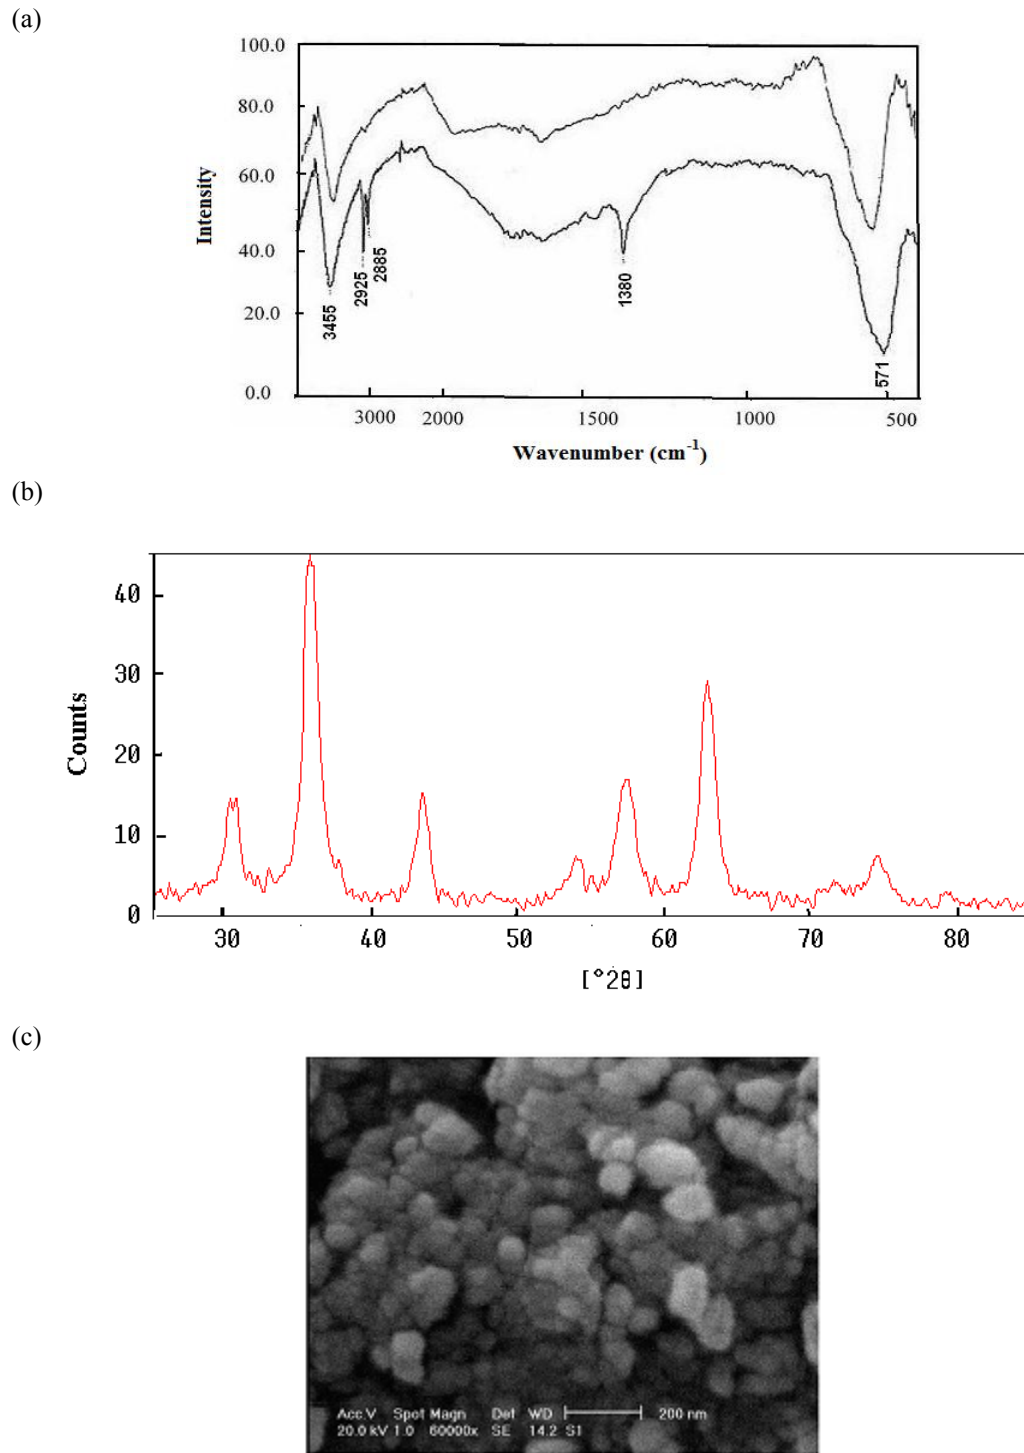 (a)
100.0
80.0
60.0
40.0
20.0
0.0
Intensity
3455
2925
2885
1380
571
3000 2000 1500 1000 500
Wavenumber (cm-1)
(b)
40
30
20
10
0
Counts
30 40 50 60 70 80
[°2θ]
(c)
Acc.V Spot Magn Det WD 200 nm
20.0 kV 1.0 60000x SE 14.2 S1